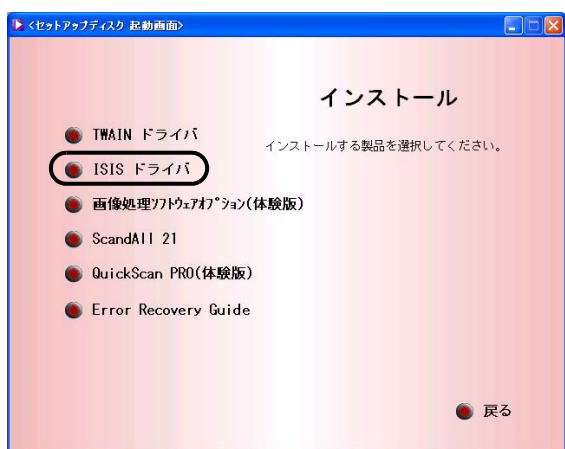 <セットアップディスク 起動画面>
インストール
インストールする製品を選択してください。
TWAIN ドライバ
ISIS ドライバ
画像処理ソフトウェアオプション(体験版)
ScandAll 21
QuickScan PRO(体験版)
Error Recovery Guide
戻る